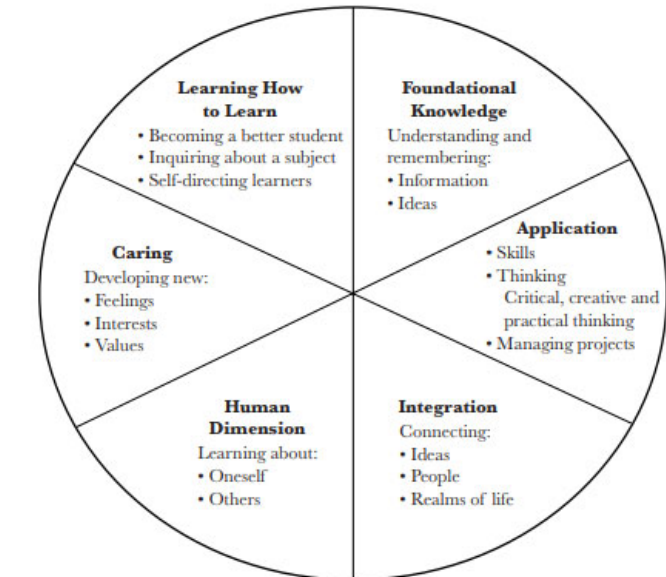 Learning How
to Learn
• Becoming a better student
• Inquiring about a subject
• Self-directing learners
Foundational
Knowledge
Understanding and
remembering:
• Information
• Ideas
Application
• Skills
• Thinking
Critical, creative and
practical thinking
• Managing projects
Integration
Connecting:
• Ideas
• People
• Realms of life
Human
Dimension
Learning about:
• Oneself
• Others
Caring
Developing new:
• Feelings
• Interests
• Values